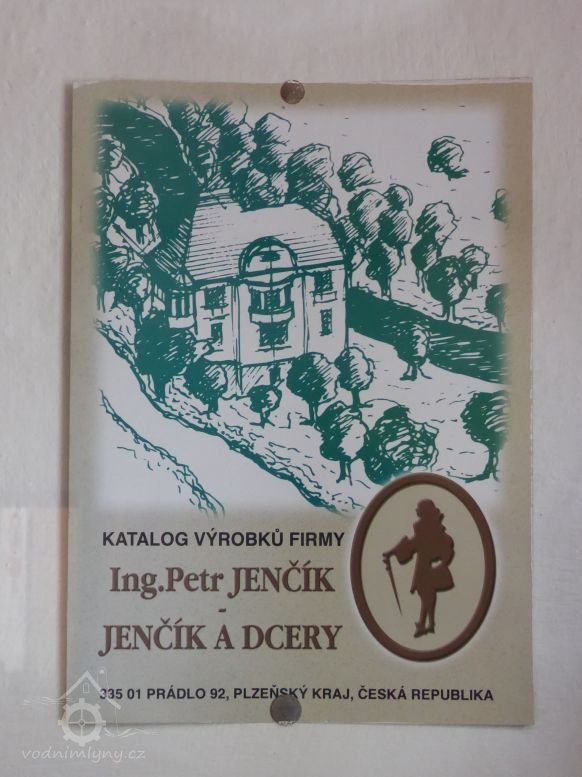 KATALOG VÝROBKŮ FIRMY
Ing.Petr JENČÍK
-
JENČÍK A DCERY
335 01 PRÁDLO 92, PLZEŇSKÝ KRAJ, ČESKÁ REPUBLIKA
vodnimlyny.cz